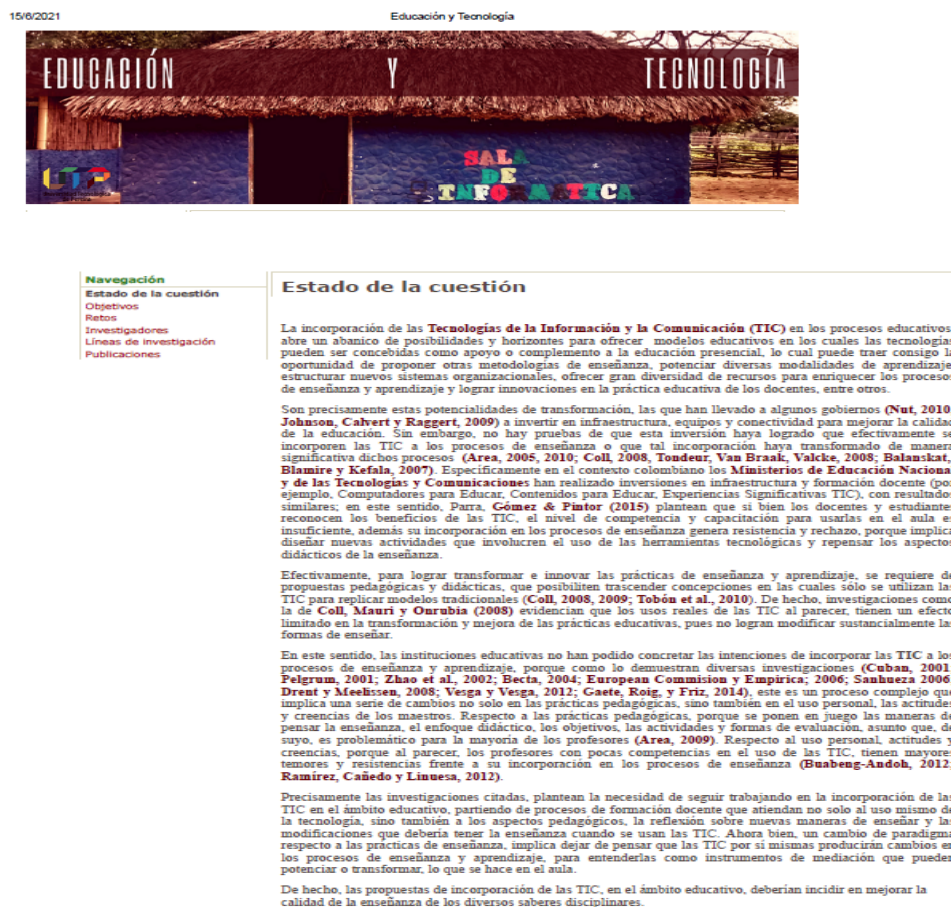 15/6/2021
Educación y Tecnología
EDUCACIÓN Y TECNOLOGÍA
SALA
DE
INFORMATICA
UTP
Navegación
Estado de la cuestión
Objetivos
Retos
Investigadores
Líneas de investigación
Publicaciones
Estado de la cuestión
La incorporación de las Tecnologías de la Información y la Comunicación (TIC) en los procesos educativos
abre un abanico de posibilidades y horizontes para ofrecer modelos educativos en los cuales las tecnologías
pueden ser concebidas como apoyo o complemento a la educación presencial, lo cual puede traer consigo la
oportunidad de proponer otras metodologías de enseñanza, potenciar diversas modalidades de aprendizaje
estructurar nuevos sistemas organizacionales, ofrecer gran diversidad de recursos para enriquecer los procesos
de enseñanza y aprendizaje y lograr innovaciones en la práctica educativa de los docentes, entre otros.
Son precisamente estas potencialidades de transformación, las que han llevado a algunos gobiernos (Nut, 2010
Johnson, Calvert y Raggert, 2009) a invertir en infraestructura, equipos y conectividad para mejorar la calidad
de la educación. Sin embargo, no hay pruebas de que esta inversión haya logrado que efectivamente se
incorporen las TIC a los procesos de enseñanza o que tal incorporación haya transformado de manera
significativa dichos procesos (Area, 2005, 2010; Coll, 2008, Tondeur, Van Braak, Valcke, 2008; Balanskat,
Blamire y Kefala, 2007). Específicamente en el contexto colombiano los Ministerios de Educación Naciona
y de las Tecnologías y Comunicaciones han realizado inversiones en infraestructura y formación docente (por
ejemplo, Computadores para Educar, Contenidos para Educar, Experiencias Significativas TIC), con resultados
similares; en este sentido, Parra, Gómez & Pintor (2015) plantean que si bien los docentes y estudiantes
reconocen los beneficios de las TIC, el nivel de competencia y capacitación para usarlas en el aula es
insuficiente, además su incorporación en los procesos de enseñanza genera resistencia y rechazo, porque implica
diseñar nuevas actividades que involucren el uso de las herramientas tecnológicas y repensar los aspectos
didácticos de la enseñanza.
Efectivamente, para lograr transformar e innovar las prácticas de enseñanza y aprendizaje, se requiere de
propuestas pedagógicas y didácticas, que posibiliten trascender concepciones en las cuales sólo se utilizan las
TIC para replicar modelos tradicionales (Coll, 2008, 2009; Tobón et al., 2010). De hecho, investigaciones como
la de Coll, Mauri y Onrubia (2008) evidencian que los usos reales de las TIC al parecer, tienen un efecto
limitado en la transformación y mejora de las prácticas educativas, pues no logran modificar sustancialmente las
formas de enseñar.
En este sentido, las instituciones educativas no han podido concretar las intenciones de incorporar las TIC a los
procesos de enseñanza y aprendizaje, porque como lo demuestran diversas investigaciones (Cuban, 2001
Pelgrum, 2001; Zhao et al., 2002; Becta, 2004; European Commision y Empirica; 2006; Sanhueza 2006
Drent y Meelissen, 2008; Vesga y Vesga, 2012; Gaete, Roig, y Friz, 2014), este es un proceso complejo que
implica una serie de cambios no solo en las prácticas pedagógicas, sino también en el uso personal, las actitudes
y creencias de los maestros. Respecto a las prácticas pedagógicas, porque se ponen en juego las maneras de
pensar la enseñanza, el enfoque didáctico, los objetivos, las actividades y formas de evaluación, asunto que, de
suyo, es problemático para la mayoría de los profesores (Area, 2009). Respecto al uso personal, actitudes y
creencias, porque al parecer, los profesores con pocas competencias en el uso de las TIC, tienen mayores
temores y resistencias frente a su incorporación en los procesos de enseñanza (Buabeng-Andoh, 2012
Ramírez, Cañedo y Linuesa, 2012).
Precisamente las investigaciones citadas, plantean la necesidad de seguir trabajando en la incorporación de las
TIC en el ámbito educativo, partiendo de procesos de formación docente que atiendan no solo al uso mismo de
la tecnología, sino también a los aspectos pedagógicos, la reflexión sobre nuevas maneras de enseñar y las
modificaciones que debería tener la enseñanza cuando se usan las TIC. Ahora bien, un cambio de paradigma
respecto a las prácticas de enseñanza, implica dejar de pensar que las TIC por sí mismas producirán cambios en
los procesos de enseñanza y aprendizaje, para entenderlas como instrumentos de mediación que pueden
potenciar o transformar, lo que se hace en el aula.
De hecho, las propuestas de incorporación de las TIC, en el ámbito educativo, deberían incidir en mejorar la
calidad de la enseñanza de los diversos saberes disciplinares.